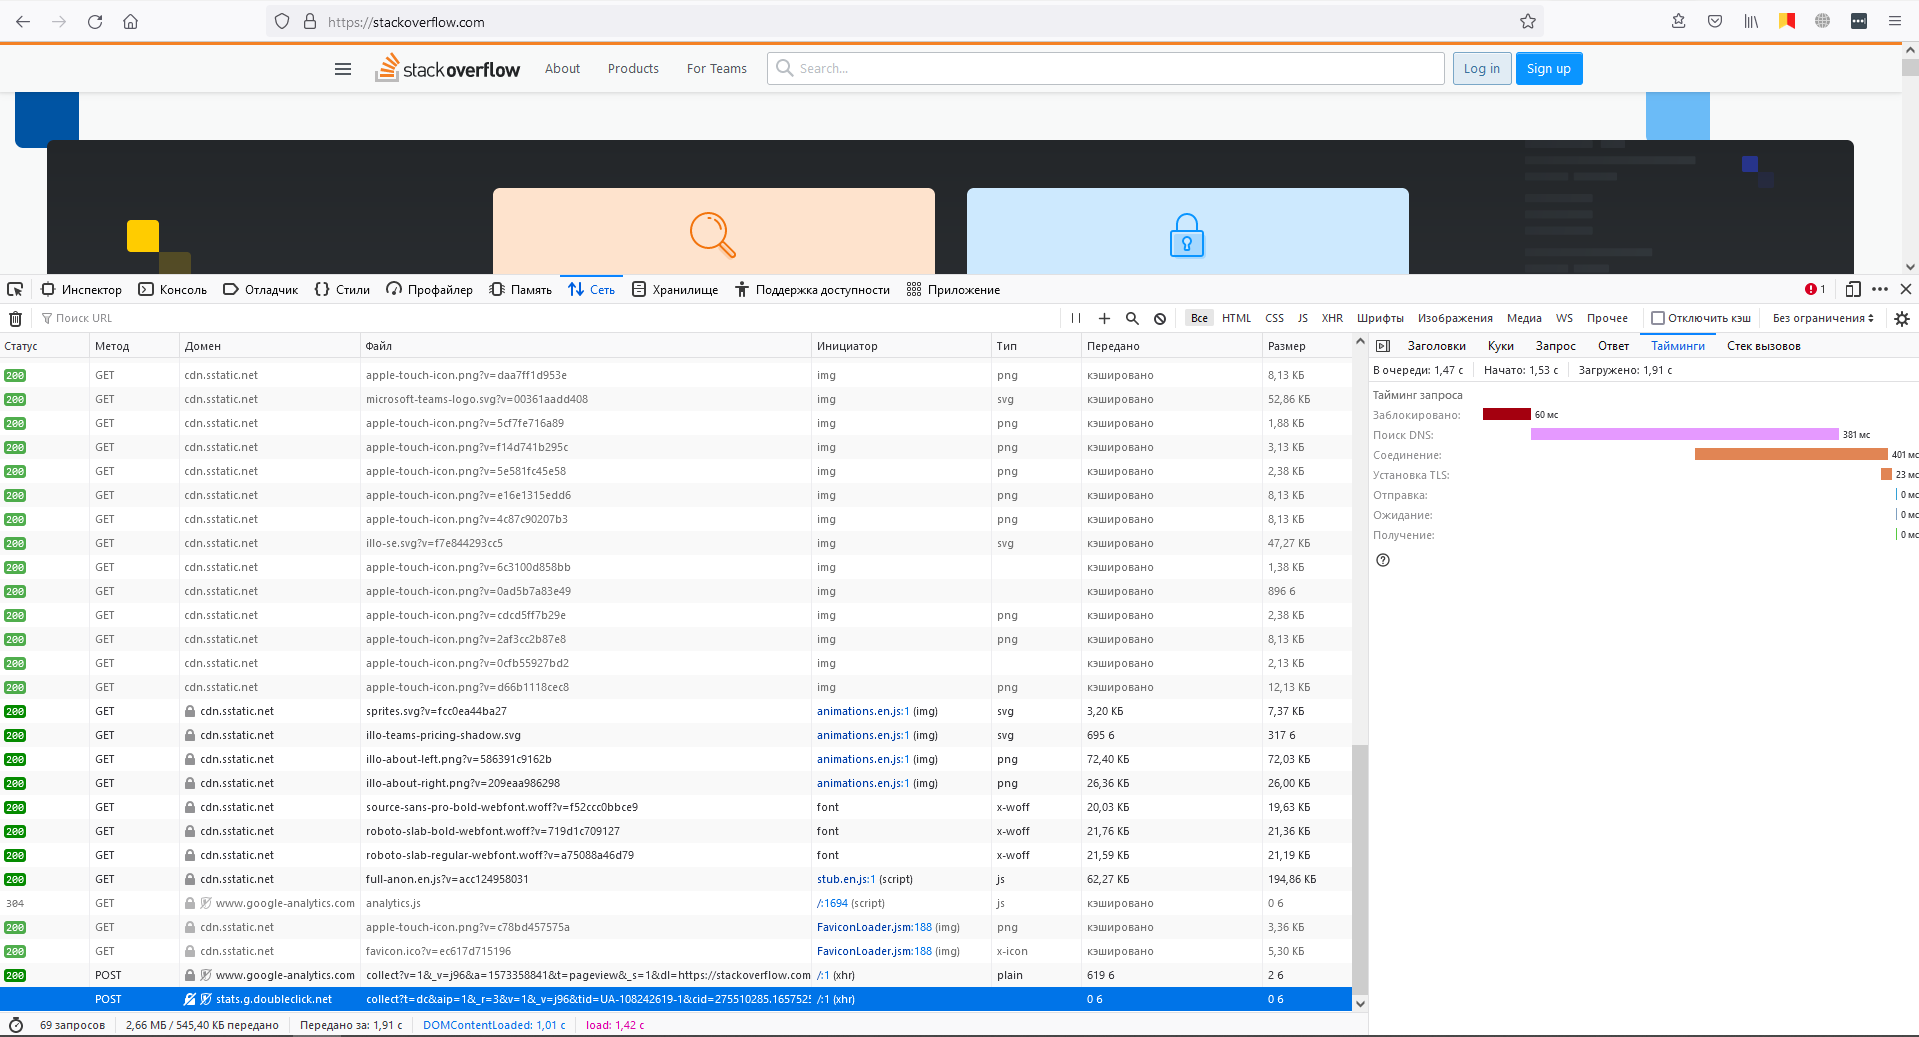 https://stackoverflow.com
stackoverflow About Products For Teams Search... Log in Sign up
Инспектор Консоль Отладчик Стили Профайлер Память Сеть Хранилище Поддержка доступности Приложение 1
Поиск URL Все HTML CSS JS XHR Шрифты Изображения Медиа WS Прочее Отключить кэш Без ограничения
Статус Метод Домен Файл Инициатор Тип Передано Размер
200 GET cdn.sstatic.net apple-touch-icon.png?v=daa7ff1d953e img png кэшировано 8,13 КБ
200 GET cdn.sstatic.net microsoft-teams-logo.svg?v=00361aadd408 img svg кэшировано 52,86 КБ
200 GET cdn.sstatic.net apple-touch-icon.png?v=5cf7fe716a89 img png кэшировано 1,88 КБ
200 GET cdn.sstatic.net apple-touch-icon.png?v=f14d741b295c img png кэшировано 3,13 КБ
200 GET cdn.sstatic.net apple-touch-icon.png?v=5e581fc45e58 img png кэшировано 2,38 КБ
200 GET cdn.sstatic.net apple-touch-icon.png?v=e16e1315edd6 img png кэшировано 8,13 КБ
200 GET cdn.sstatic.net apple-touch-icon.png?v=4c87c90207b3 img png кэшировано 8,13 КБ
200 GET cdn.sstatic.net illo-se.svg?v=f7e844293cc5 img svg кэшировано 47,27 КБ
200 GET cdn.sstatic.net apple-touch-icon.png?v=6c3100d858bb img кэшировано 1,38 КБ
200 GET cdn.sstatic.net apple-touch-icon.png?v=0ad5b7a83e49 img кэшировано 896 б
200 GET cdn.sstatic.net apple-touch-icon.png?v=cdcd5ff7b29e img png кэшировано 2,38 КБ
200 GET cdn.sstatic.net apple-touch-icon.png?v=2af3cc2b87e8 img png кэшировано 8,13 КБ
200 GET cdn.sstatic.net apple-touch-icon.png?v=0cfb55927bd2 img кэшировано 2,13 КБ
200 GET cdn.sstatic.net apple-touch-icon.png?v=d66b1118cec8 img png кэшировано 12,13 КБ
200 GET cdn.sstatic.net sprites.svg?v=fcc0ea44ba27 animations.en.js:1 (img) svg 3,20 КБ 7,37 КБ
200 GET cdn.sstatic.net illo-teams-pricing-shadow.svg animations.en.js:1 (img) svg 695 б 317 б
200 GET cdn.sstatic.net illo-about-left.png?v=586391c9162b animations.en.js:1 (img) png 72,40 КБ 72,03 КБ
200 GET cdn.sstatic.net illo-about-right.png?v=209eaa986298 animations.en.js:1 (img) png 26,36 КБ 26,00 КБ
200 GET cdn.sstatic.net source-sans-pro-bold-webfont.woff?v=f52ccc0bbce9 font x-woff 20,03 КБ 19,63 КБ
200 GET cdn.sstatic.net roboto-slab-bold-webfont.woff?v=719d1c709127 font x-woff 21,76 КБ 21,36 КБ
200 GET cdn.sstatic.net roboto-slab-regular-webfont.woff?v=a75088a46d79 font x-woff 21,59 КБ 21,19 КБ
200 GET cdn.sstatic.net full-anon.en.js?v=acc124958031 stub.en.js:1 (script) js 62,27 КБ 194,86 КБ
304 GET www.google-analytics.com analytics.js /:1694 (script) js кэшировано 0 б
200 GET cdn.sstatic.net apple-touch-icon.png?v=c78bd457575a FaviconLoader.jsm:188 (img) png кэшировано 3,36 КБ
200 GET cdn.sstatic.net favicon.ico?v=ec617d715196 FaviconLoader.jsm:188 (img) x-icon кэшировано 5,30 КБ
200 POST www.google-analytics.com collect?v=1&_v=j96&a=1573358841&t=pageview&_s=1&dl=https://stackoverflow.com /:1 (xhr) plain 619 б 2 б
POST stats.g.doubleclick.net collect?t=dc&aip=1&_r=3&v=1&_v=j96&tid=UA-108242619-1&cid=275510285.1657525 /:1 (xhr) 0 б 0 б
69 запросов 2,66 МБ / 545,40 КБ передано Передано за: 1,91 с DOMContentLoaded: 1,01 с load: 1,42 с
Заголовки Куки Запрос Ответ Тайминги Стек вызовов
В очереди: 1,47 с Начато: 1,53 с Загружено: 1,91 с
Тайминг запроса
Заблокировано: 60 мс
Поиск DNS: 381 мс
Соединение: 401 мс
Установка TLS: 23 мс
Отправка: 0 мс
Ожидание: 0 мс
Получение: 0 мс